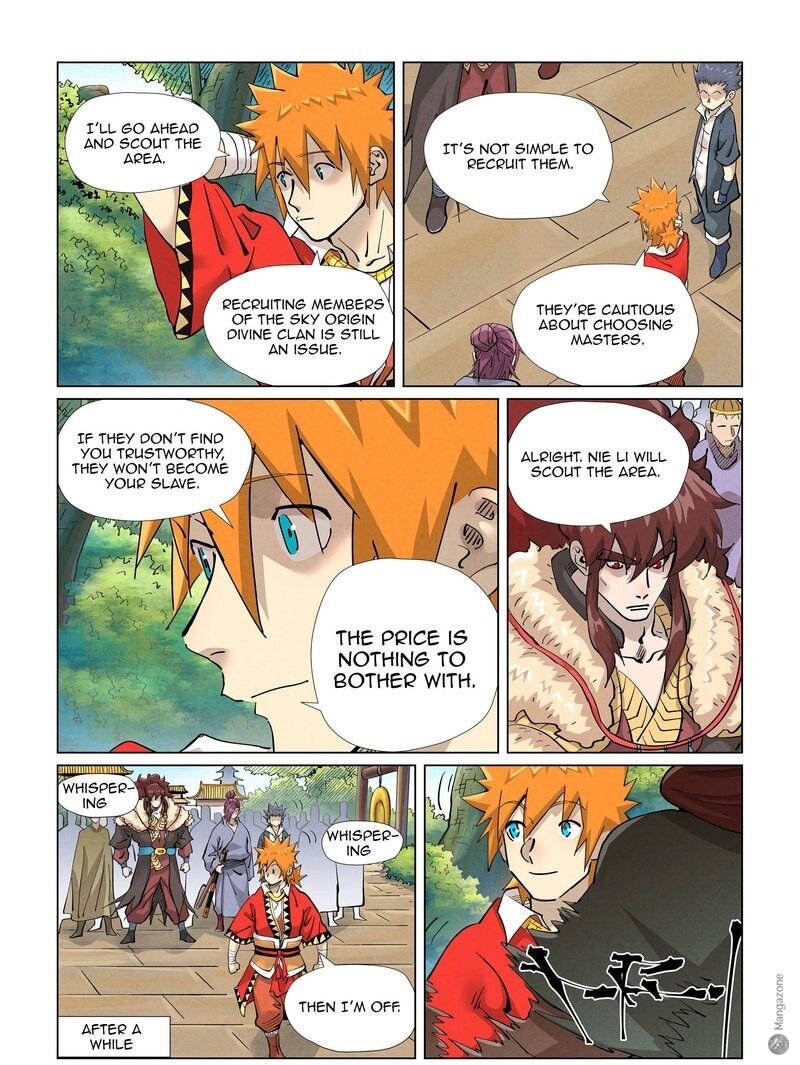 I'LL GO AHEAD
AND SCOUT THE
AREA.
RECRUITING MEMBERS
OF THE SKY ORIGIN
DIVINE CLAN IS STILL
AN ISSUE.
IT'S NOT SIMPLE TO
RECRUIT THEM.
THEY'RE CAUTIOUS
ABOUT CHOOSING
MASTERS.
IF THEY DON'T FIND
YOU TRUSTWORTHY,
THEY WON'T BECOME
YOUR SLAVE.
THE PRICE IS
NOTHING TO
BOTHER WITH.
ALRIGHT. NIE LI WILL
SCOUT THE AREA.
WHISPER-
ING
WHISPER-
ING
THEN I'M OFF.
AFTER A
WHILE
Mangazone